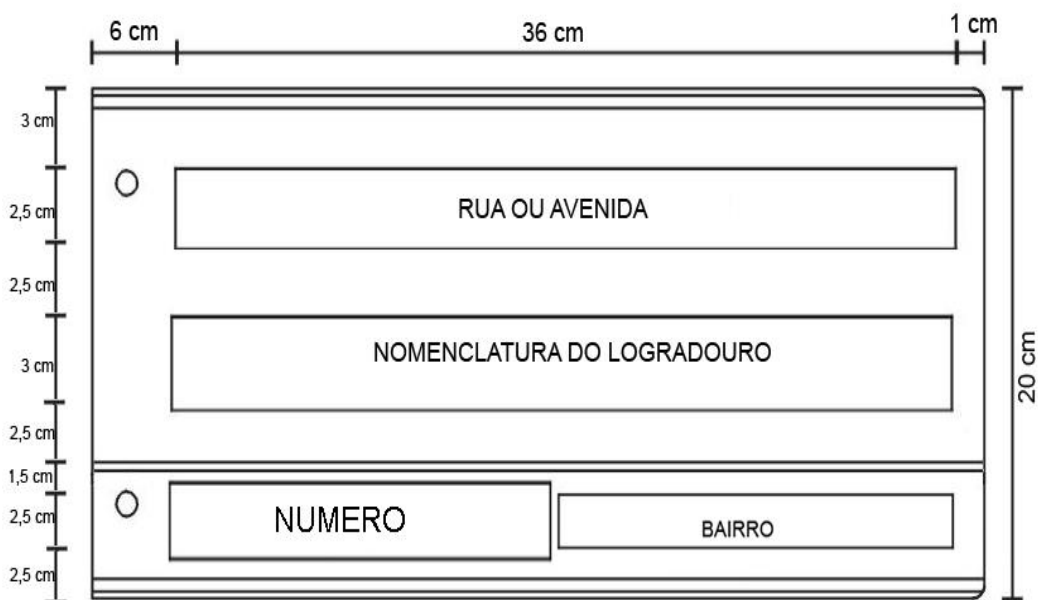 6 cm 36 cm 1 cm
3 cm
2,5 cm
RUA OU AVENIDA
2,5 cm
NOMENCLATURA DO LOGRADOURO
3 cm
20 cm
2,5 cm
1,5 cm
2,5 cm
NUMERO
BAIRRO
2,5 cm